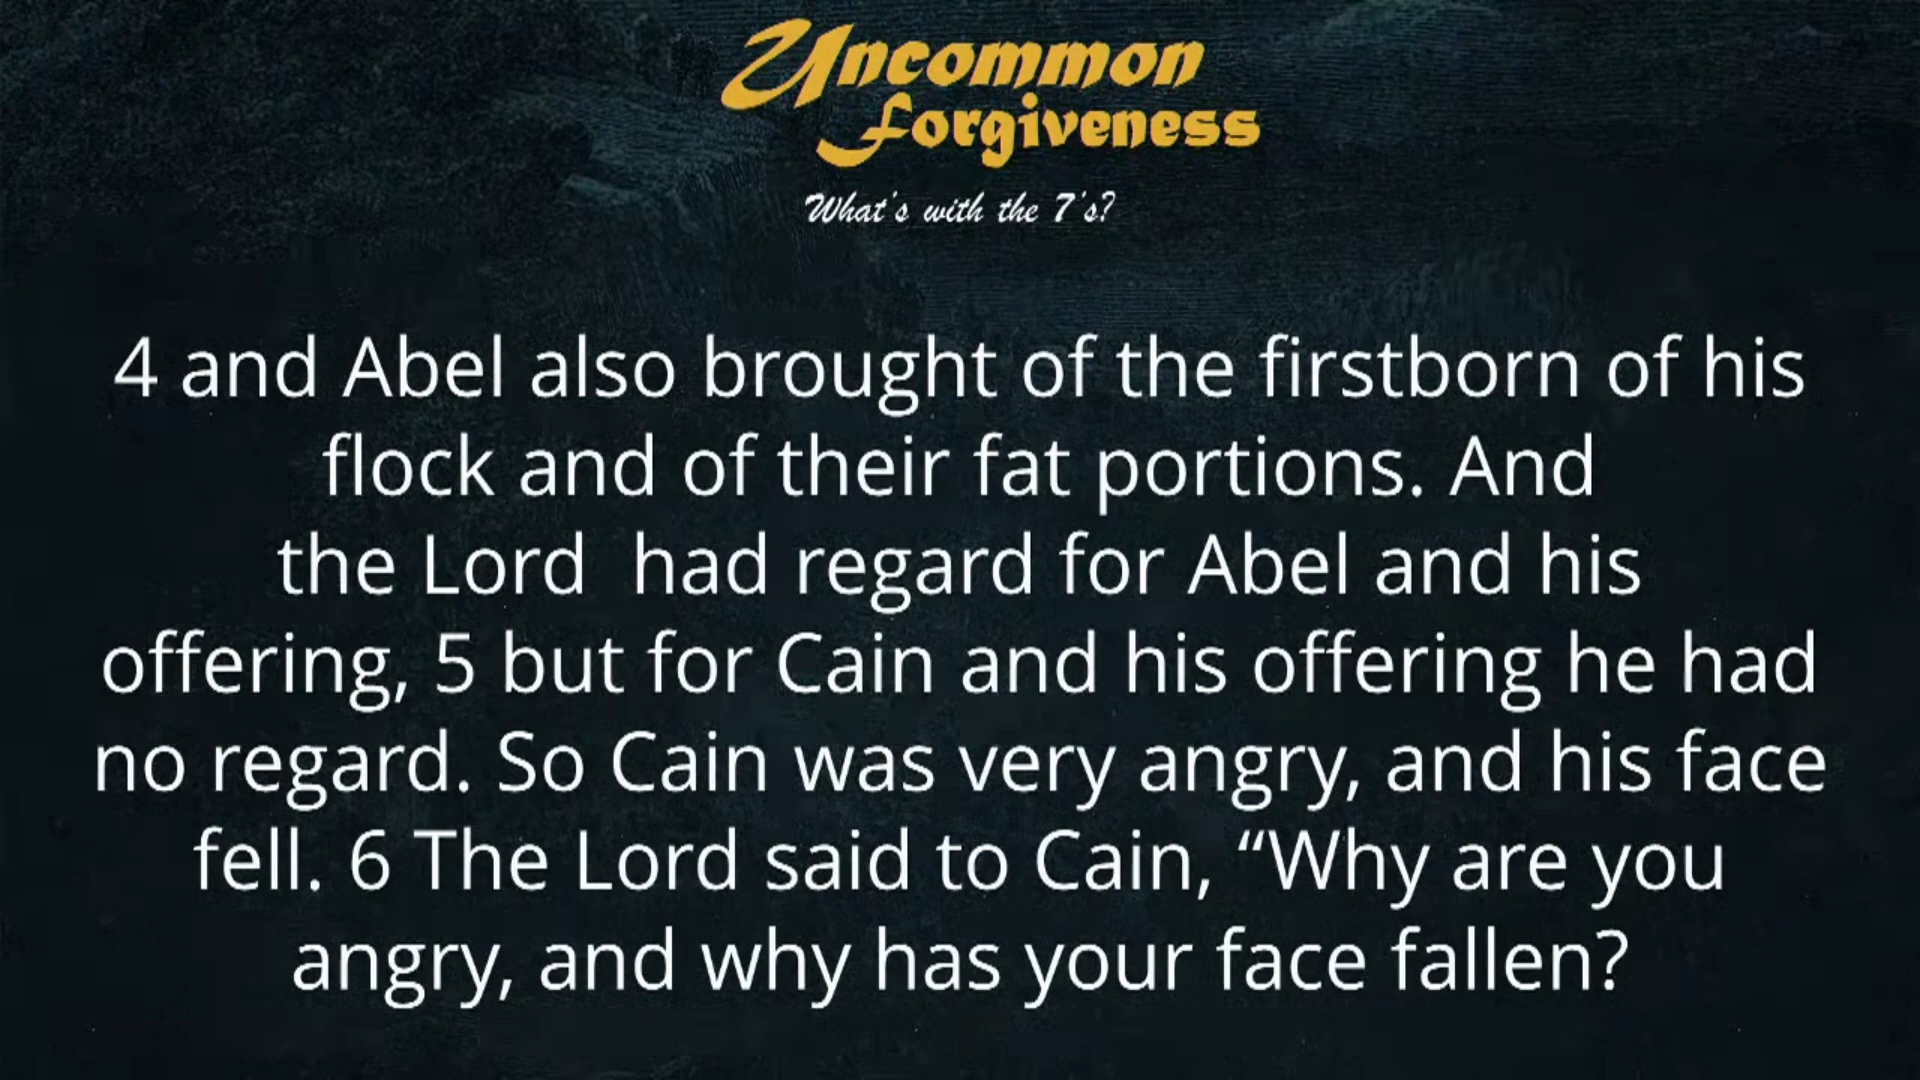 Uncommon
Forgiveness
What's with the 7's?
4 and Abel also brought of the firstborn of his
flock and of their fat portions. And
the Lord  had regard for Abel and his
offering, 5 but for Cain and his offering he had
no regard. So Cain was very angry, and his face
fell. 6 The Lord said to Cain, “Why are you
angry, and why has your face fallen?